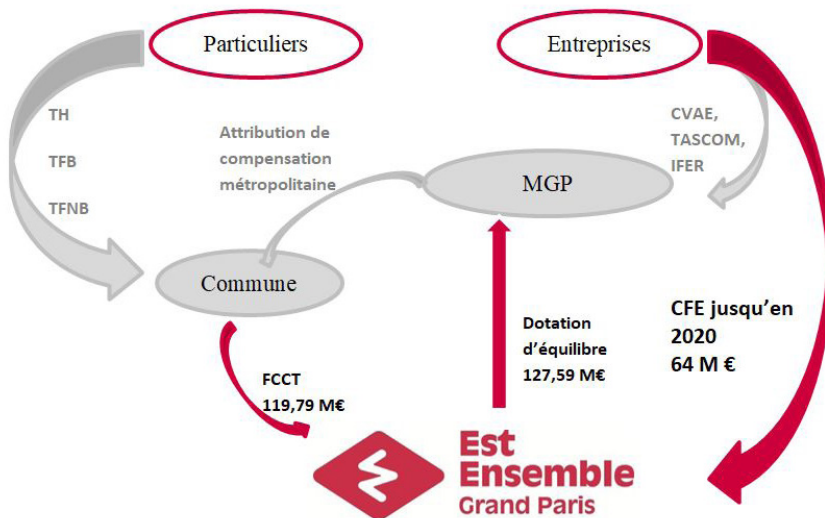 Particuliers
Entreprises
TH
TFB
TFNB
Attribution de
compensation
métropolitaine
CVAE,
TASCOM,
IFER
MGP
Commune
FCCT
119,79 M€
Dotation
d’équilibre
127,59 M€
CFE jusqu’en
2020
64 M €
Est
Ensemble
Grand Paris